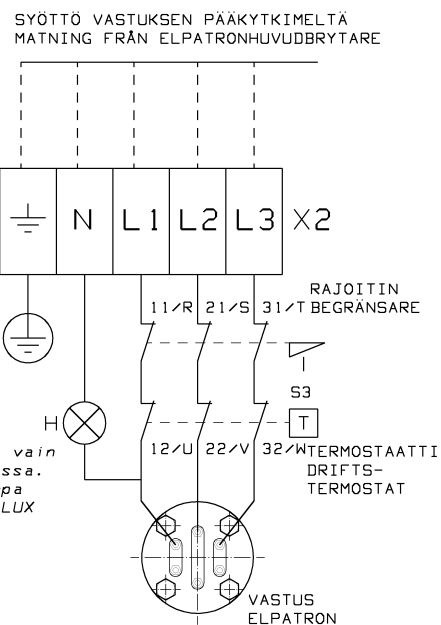 SYÖTTÖ VASTUKSEN PÄÄKYTKIMELTÄ
MATNING FRÅN ELPATRONHUVUDBRYTARE
N L1 L2 L3 X2
11/R 21/S 31/T
RAJOITIN
BEGRÄNSARE
S3
H
T
12/U 22/V 32/W
TERMOSTAATTI
DRIFTS-
TERMOSTAT
vain
ssa.
pa
LUX
VASTUS
ELPATRON